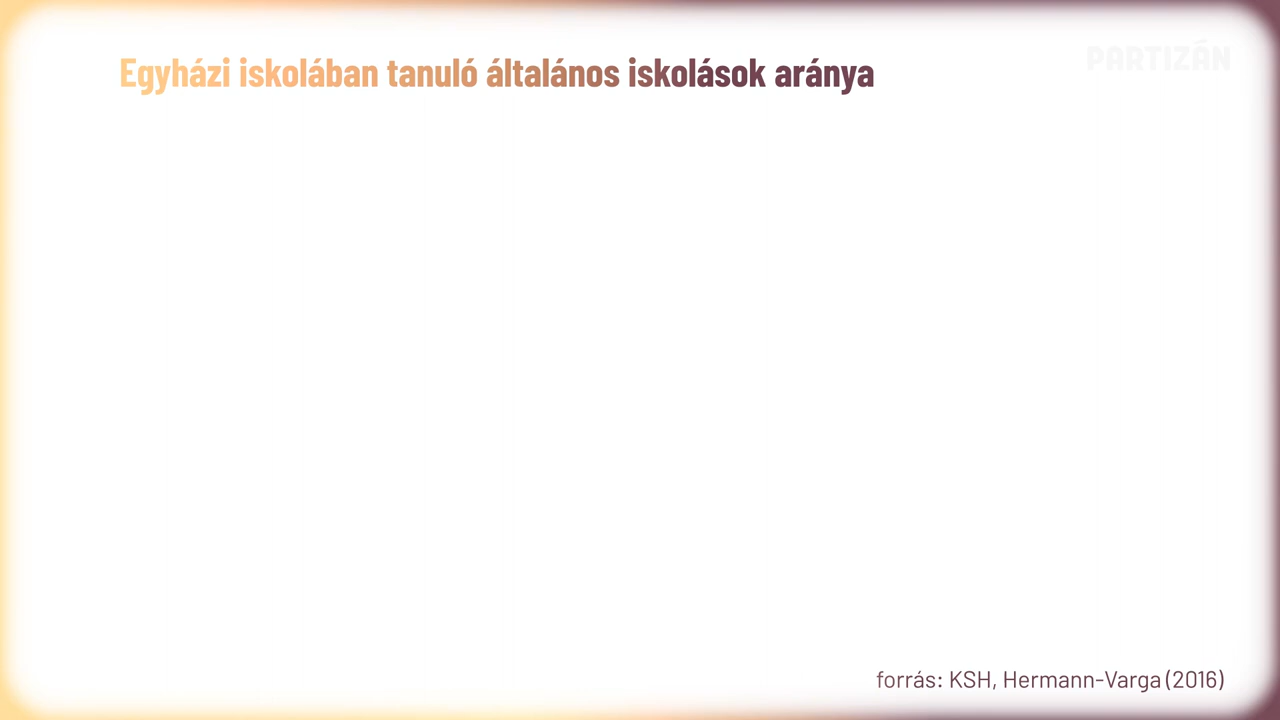 Egyházi iskolában tanuló általános iskolások aránya
PARTIZÁN
forrás: KSH, Hermann-Varga (2016)